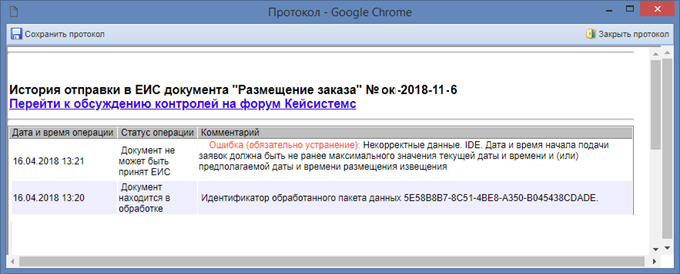 Протокол - Google Chrome
Сохранить протокол
Закрыть протокол
История отправки в ЕИС документа "Размещение заказа" № ок -2018-11 - 6
Перейти к обсуждению контролей на форум Кейсистемс
Дата и время операции Статус операции Комментарий
16.04.2018 13:21
Документ не
может быть
принят ЕИС
Ошибка (обязательно устранение): Некорректные данные. IDE. Дата и время начала подачи
заявок должна быть не ранее максимального значения текущей даты и времени и (или)
предполагаемой даты и времени размещения извещения
16.04.2018 13:20
Документ
находится в
обработке
Идентификатор обработанного пакета данных 5E58B8B7-8C51-4BE8-A350-B045438CDADE.